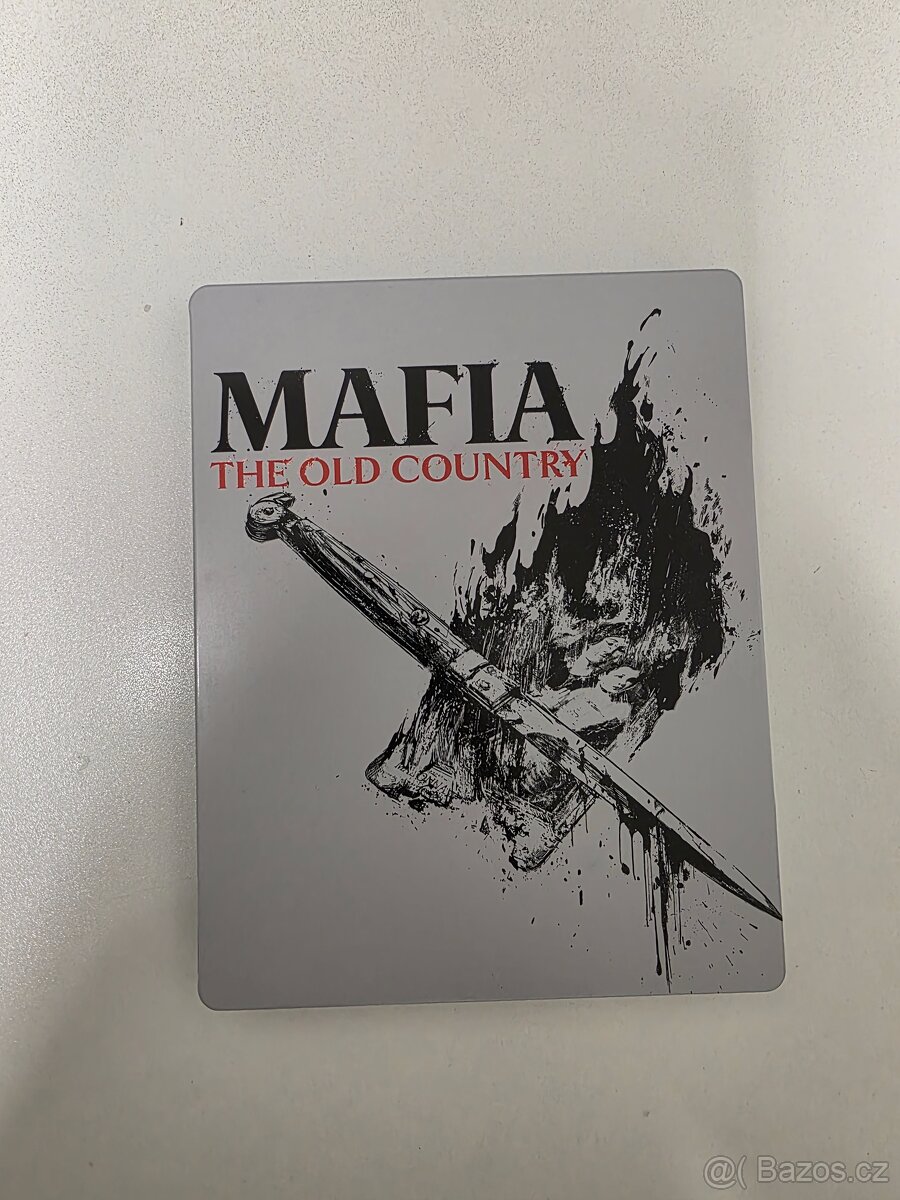 MAFIA
THE OLD COUNTRY
@( Bazos.cz